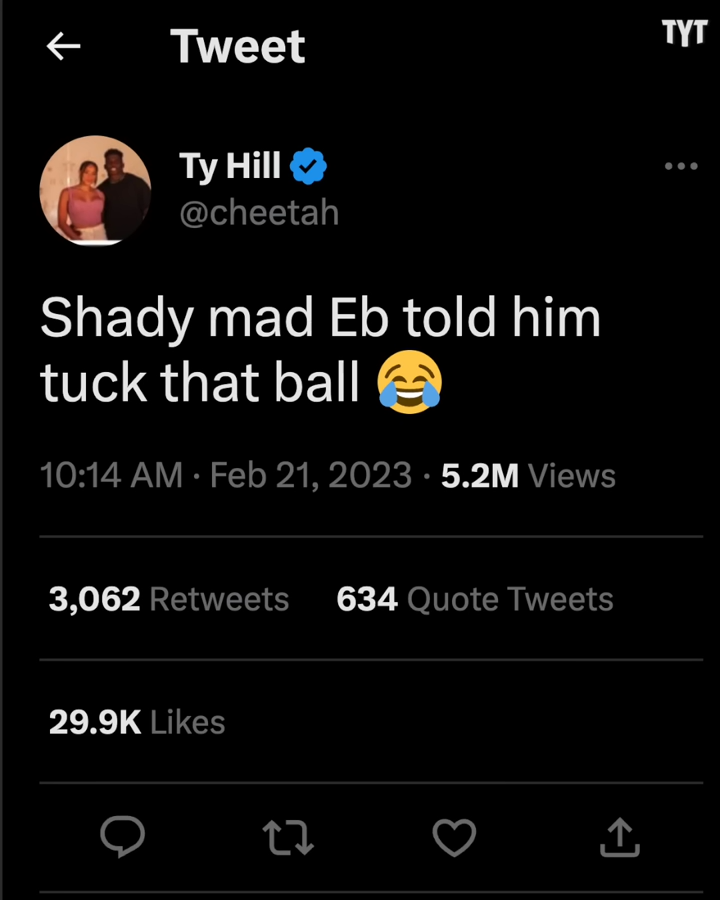 Tweet
TYT
Ty Hill
@cheetah
Shady mad Eb told him
tuck that ball 😂
10:14 AM · Feb 21, 2023 · 5.2M Views
3,062 Retweets 634 Quote Tweets
29.9K Likes